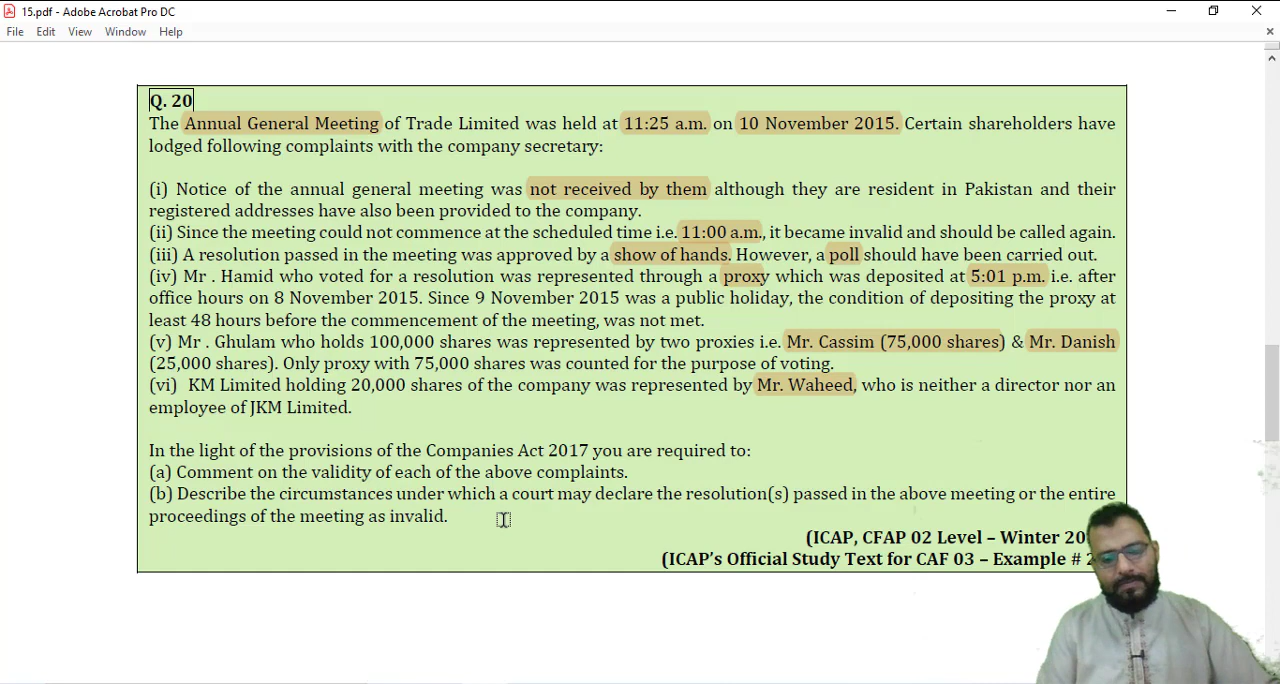 15.pdf - Adobe Acrobat Pro DC
File Edit View Window Help
Q. 20
The Annual General Meeting of Trade Limited was held at 11:25 a.m. on 10 November 2015. Certain shareholders have
lodged following complaints with the company secretary:
(i) Notice of the annual general meeting was not received by them although they are resident in Pakistan and their
registered addresses have also been provided to the company.
(ii) Since the meeting could not commence at the scheduled time i.e. 11:00 a.m., it became invalid and should be called again.
(iii) A resolution passed in the meeting was approved by a show of hands. However, a poll should have been carried out.
(iv) Mr . Hamid who voted for a resolution was represented through a proxy which was deposited at 5:01 p.m. i.e. after
office hours on 8 November 2015. Since 9 November 2015 was a public holiday, the condition of depositing the proxy at
least 48 hours before the commencement of the meeting, was not met.
(v) Mr . Ghulam who holds 100,000 shares was represented by two proxies i.e. Mr. Cassim (75,000 shares) & Mr. Danish
(25,000 shares). Only proxy with 75,000 shares was counted for the purpose of voting.
(vi) KM Limited holding 20,000 shares of the company was represented by Mr. Waheed, who is neither a director nor an
employee of JKM Limited.
In the light of the provisions of the Companies Act 2017 you are required to:
(a) Comment on the validity of each of the above complaints.
(b) Describe the circumstances under which a court may declare the resolution(s) passed in the above meeting or the entire
proceedings of the meeting as invalid.
(ICAP, CFAP 02 Level – Winter
(ICAP's Official Study Text for CAF 03 – Example #